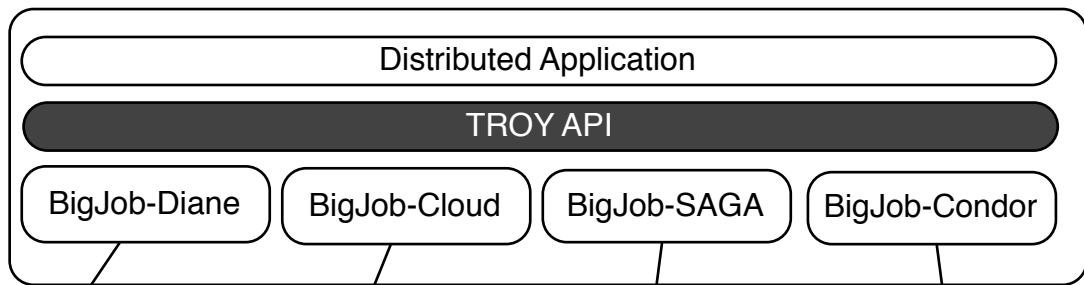 Distributed Application
TROY API
BigJob-Diane
BigJob-Cloud
BigJob-SAGA
BigJob-Condor